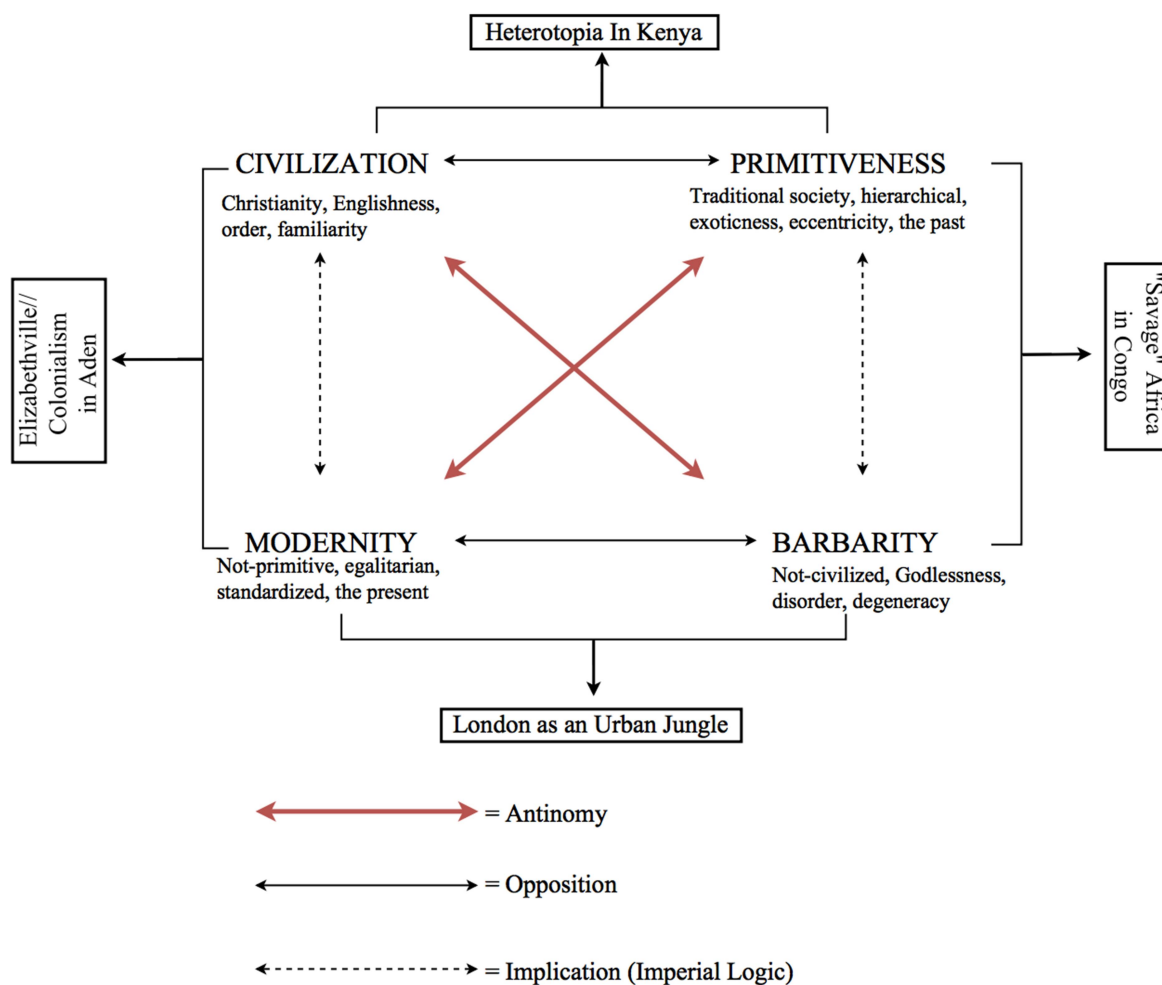 Heterotopia In Kenya
CIVILIZATION
Christianity, Englishness,
order, familiarity
PRIMITIVENESS
Traditional society, hierarchical,
exoticness, eccentricity, the past
Elizabethville//
Colonialism
in Aden
"Savage" Africa
in Congo
MODERNITY
Not-primitive, egalitarian,
standardized, the present
BARBARITY
Not-civilized, Godlessness,
disorder, degeneracy
London as an Urban Jungle
= Antinomy
= Opposition
= Implication (Imperial Logic)